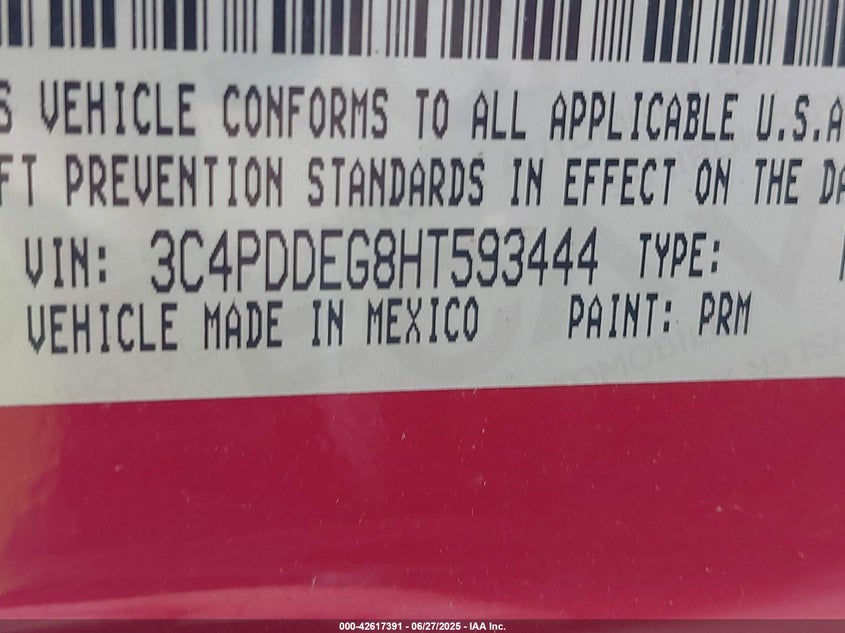 S VEHICLE CONFORMS TO ALL APPLICABLE U.S.A
FT PREVENTION STANDARDS IN EFFECT ON THE DA
VIN: 3C4PDDEG8HT593444 TYPE:
VEHICLE MADE IN MEXICO PAINT: PRM
000-42617391 - 06/27/2025 - IAA Inc.